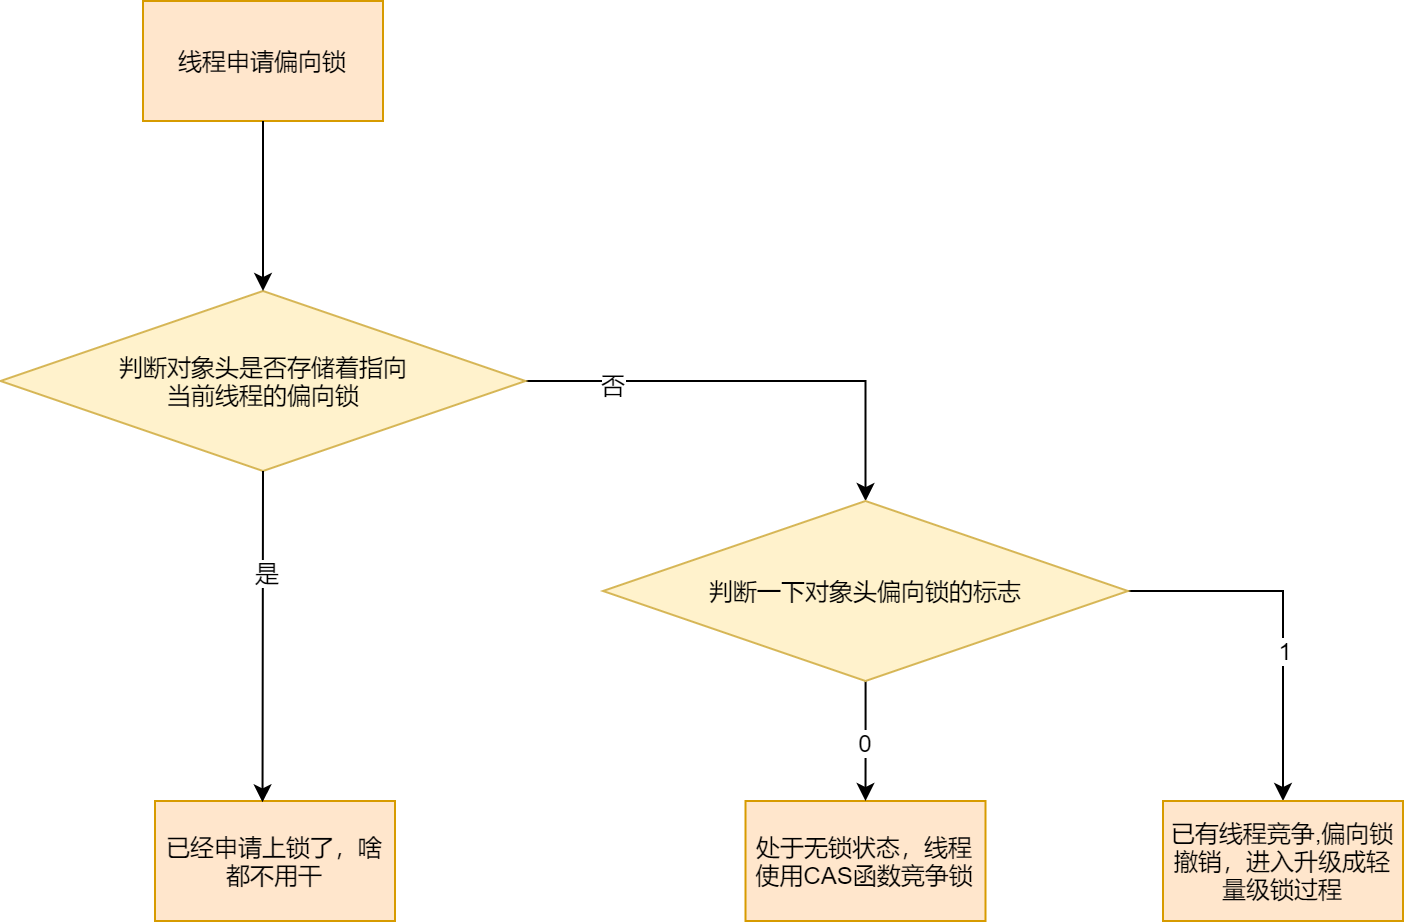 线程申请偏向锁
判断对象头是否存储着指向
当前线程的偏向锁
否
是
判断一下对象头偏向锁的标志
1
0
已经申请上锁了，啥
都不用干
处于无锁状态，线程
使用CAS函数竞争锁
已有线程竞争,偏向锁
撤销，进入升级成轻
量级锁过程